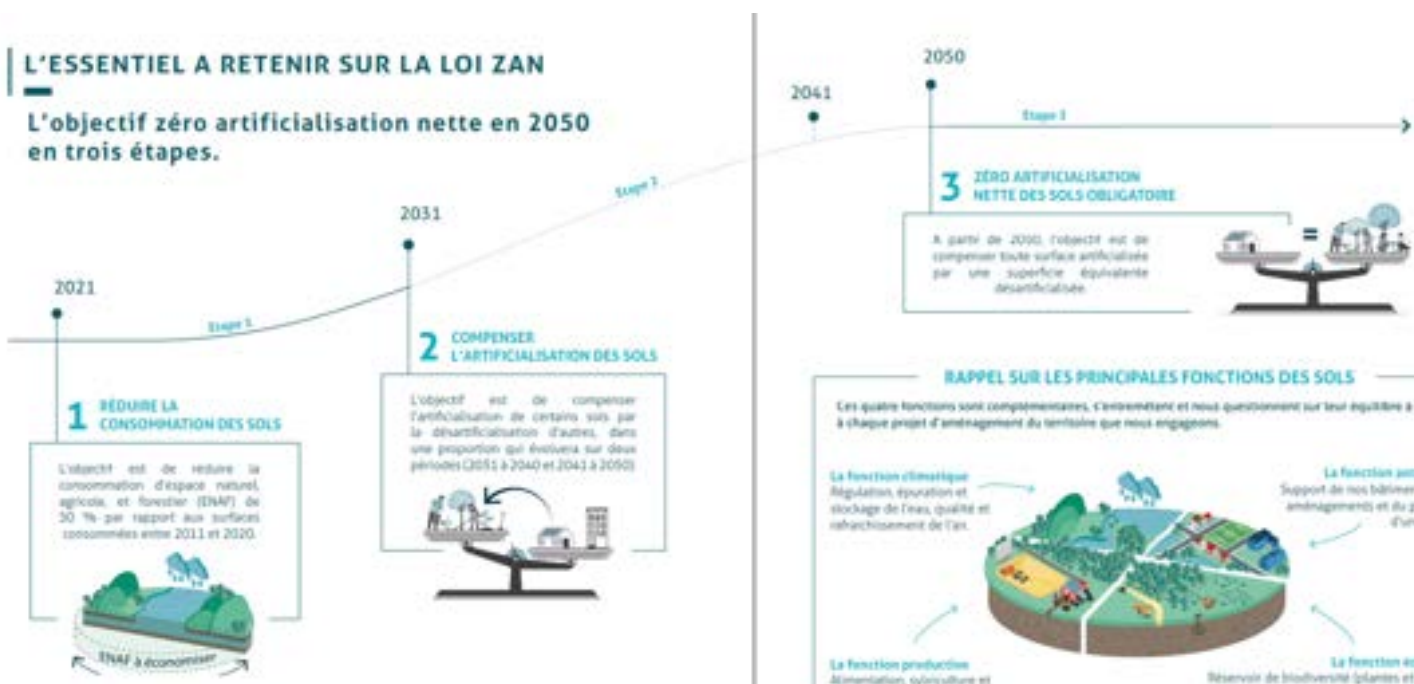 L'ESSENTIEL A RETENIR SUR LA LOI ZAN
L'objectif zéro artificialisation nette en 2050
en trois étapes.
2021
Etape 1
1 RÉDUIRE LA
CONSOMMATION DES SOLS
L'objectif est de réduire la
consommation d'espace naturel,
agricole, et forestier (ENAF) de
50 % par rapport aux surfaces
consommées entre 2011 et 2020.
ENAF à économiser
2031
Etape 2
2 COMPENSER
L'ARTIFICIALISATION DES SOLS
L'objectif est de compenser
l'artificialisation de certains sols par
la désartificialisation d'autres, dans
une proportion qui évoluera sur deux
périodes (2031 à 2040 et 2041 à 2050)
2041
2050
Etape 3
3 ZÉRO ARTIFICIALISATION
NETTE DES SOLS OBLIGATOIRE
A partir de 2050, l'objectif est de
compenser toute surface artificialisée
par une superficie équivalente
désartificialisée.
=
RAPPEL SUR LES PRINCIPALES FONCTIONS DES SOLS
Ces quatre fonctions sont complémentaires, s'entremêlent et nous questionnent sur leur équilibre à
à chaque projet d'aménagement du territoire que nous engageons.
La fonction climatique
Régulation, épuration et
stockage de l'eau, qualité et
rafraichissement de l'air.
La fonction
Support de nos
aménagements et du
La fonction productive
Alimentation, sylviculture et
La fonction
Réservoir de biodiversité (plantes et